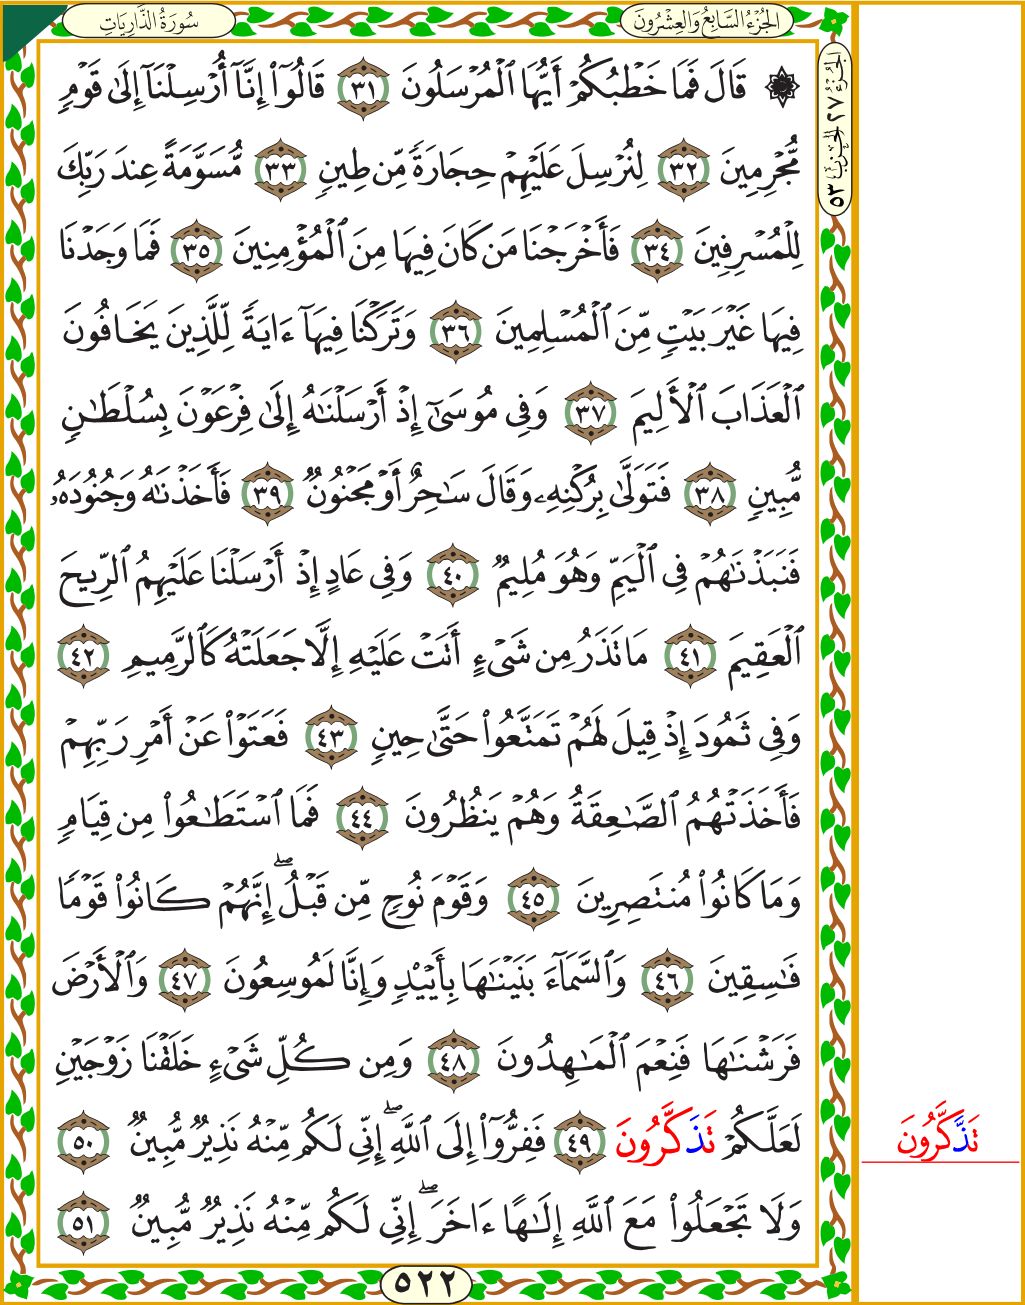 سُورَةُ الذَّارِيَاتِ
الجُزْءُ السَّابِعُ وَالعِشْرُونَ
الجُزْءُ ٢٧ الحِزْبُ ٥٣
۞ قَالَ فَمَا خَطْبُكُمْ أَيُّهَا ٱلْمُرْسَلُونَ ٣١ قَالُوٓا۟ إِنَّآ أُرْسِلْنَآ إِلَىٰ قَوْمٍ
مُّجْرِمِينَ ٣٢ لِنُرْسِلَ عَلَيْهِمْ حِجَارَةً مِّن طِينٍ ٣٣ مُّسَوَّمَةً عِندَ رَبِّكَ
لِلْمُسْرِفِينَ ٣٤ فَأَخْرَجْنَا مَن كَانَ فِيهَا مِنَ ٱلْمُؤْمِنِينَ ٣٥ فَمَا وَجَدْنَا
فِيهَا غَيْرَ بَيْتٍ مِّنَ ٱلْمُسْلِمِينَ ٣٦ وَتَرَكْنَا فِيهَآ ءَايَةً لِّلَّذِينَ يَخَافُونَ
ٱلْعَذَابَ ٱلْأَلِيمَ ٣٧ وَفِى مُوسَىٰٓ إِذْ أَرْسَلْنَٰهُ إِلَىٰ فِرْعَوْنَ بِسُلْطَٰنٍ
مُّبِينٍ ٣٨ فَتَوَلَّىٰ بِرُكْنِهِۦ وَقَالَ سَٰحِرٌ أَوْ مَجْنُونٌ ٣٩ فَأَخَذْنَٰهُ وَجُنُودَهُۥ
فَنَبَذْنَٰهُمْ فِى ٱلْيَمِّ وَهُوَ مُلِيمٌ ٤٠ وَفِى عَادٍ إِذْ أَرْسَلْنَا عَلَيْهِمُ ٱلرِّيحَ
ٱلْعَقِيمَ ٤١ مَا تَذَرُ مِن شَىْءٍ أَتَتْ عَلَيْهِ إِلَّا جَعَلَتْهُ كَٱلرَّمِيمِ ٤٢
وَفِى ثَمُودَ إِذْ قِيلَ لَهُمْ تَمَتَّعُوا۟ حَتَّىٰ حِينٍ ٤٣ فَعَتَوْا۟ عَنْ أَمْرِ رَبِّهِمْ
فَأَخَذَتْهُمُ ٱلصَّٰعِقَةُ وَهُمْ يَنظُرُونَ ٤٤ فَمَا ٱسْتَطَٰعُوا۟ مِن قِيَامٍ
وَمَا كَانُوا۟ مُنتَصِرِينَ ٤٥ وَقَوْمَ نُوحٍ مِّن قَبْلُ ۖ إِنَّهُمْ كَانُوا۟ قَوْمًا
فَٰسِقِينَ ٤٦ وَٱلسَّمَآءَ بَنَيْنَٰهَا بِأَيْيدٍ وَإِنَّا لَمُوسِعُونَ ٤٧ وَٱلْأَرْضَ
فَرَشْنَٰهَا فَنِعْمَ ٱلْمَٰهِدُونَ ٤٨ وَمِن كُلِّ شَىْءٍ خَلَقْنَا زَوْجَيْنِ
لَعَلَّكُمْ تَذَكَّرُونَ ٤٩ فَفِرُّوٓا۟ إِلَى ٱللَّهِ ۖ إِنِّى لَكُم مِّنْهُ نَذِيرٌ مُّبِينٌ ٥٠
تَذَّكَّرُونَ
وَلَا تَجْعَلُوا۟ مَعَ ٱللَّهِ إِلَٰهًا ءَاخَرَ ۖ إِنِّى لَكُم مِّنْهُ نَذِيرٌ مُّبِينٌ ٥١
٥٢٢